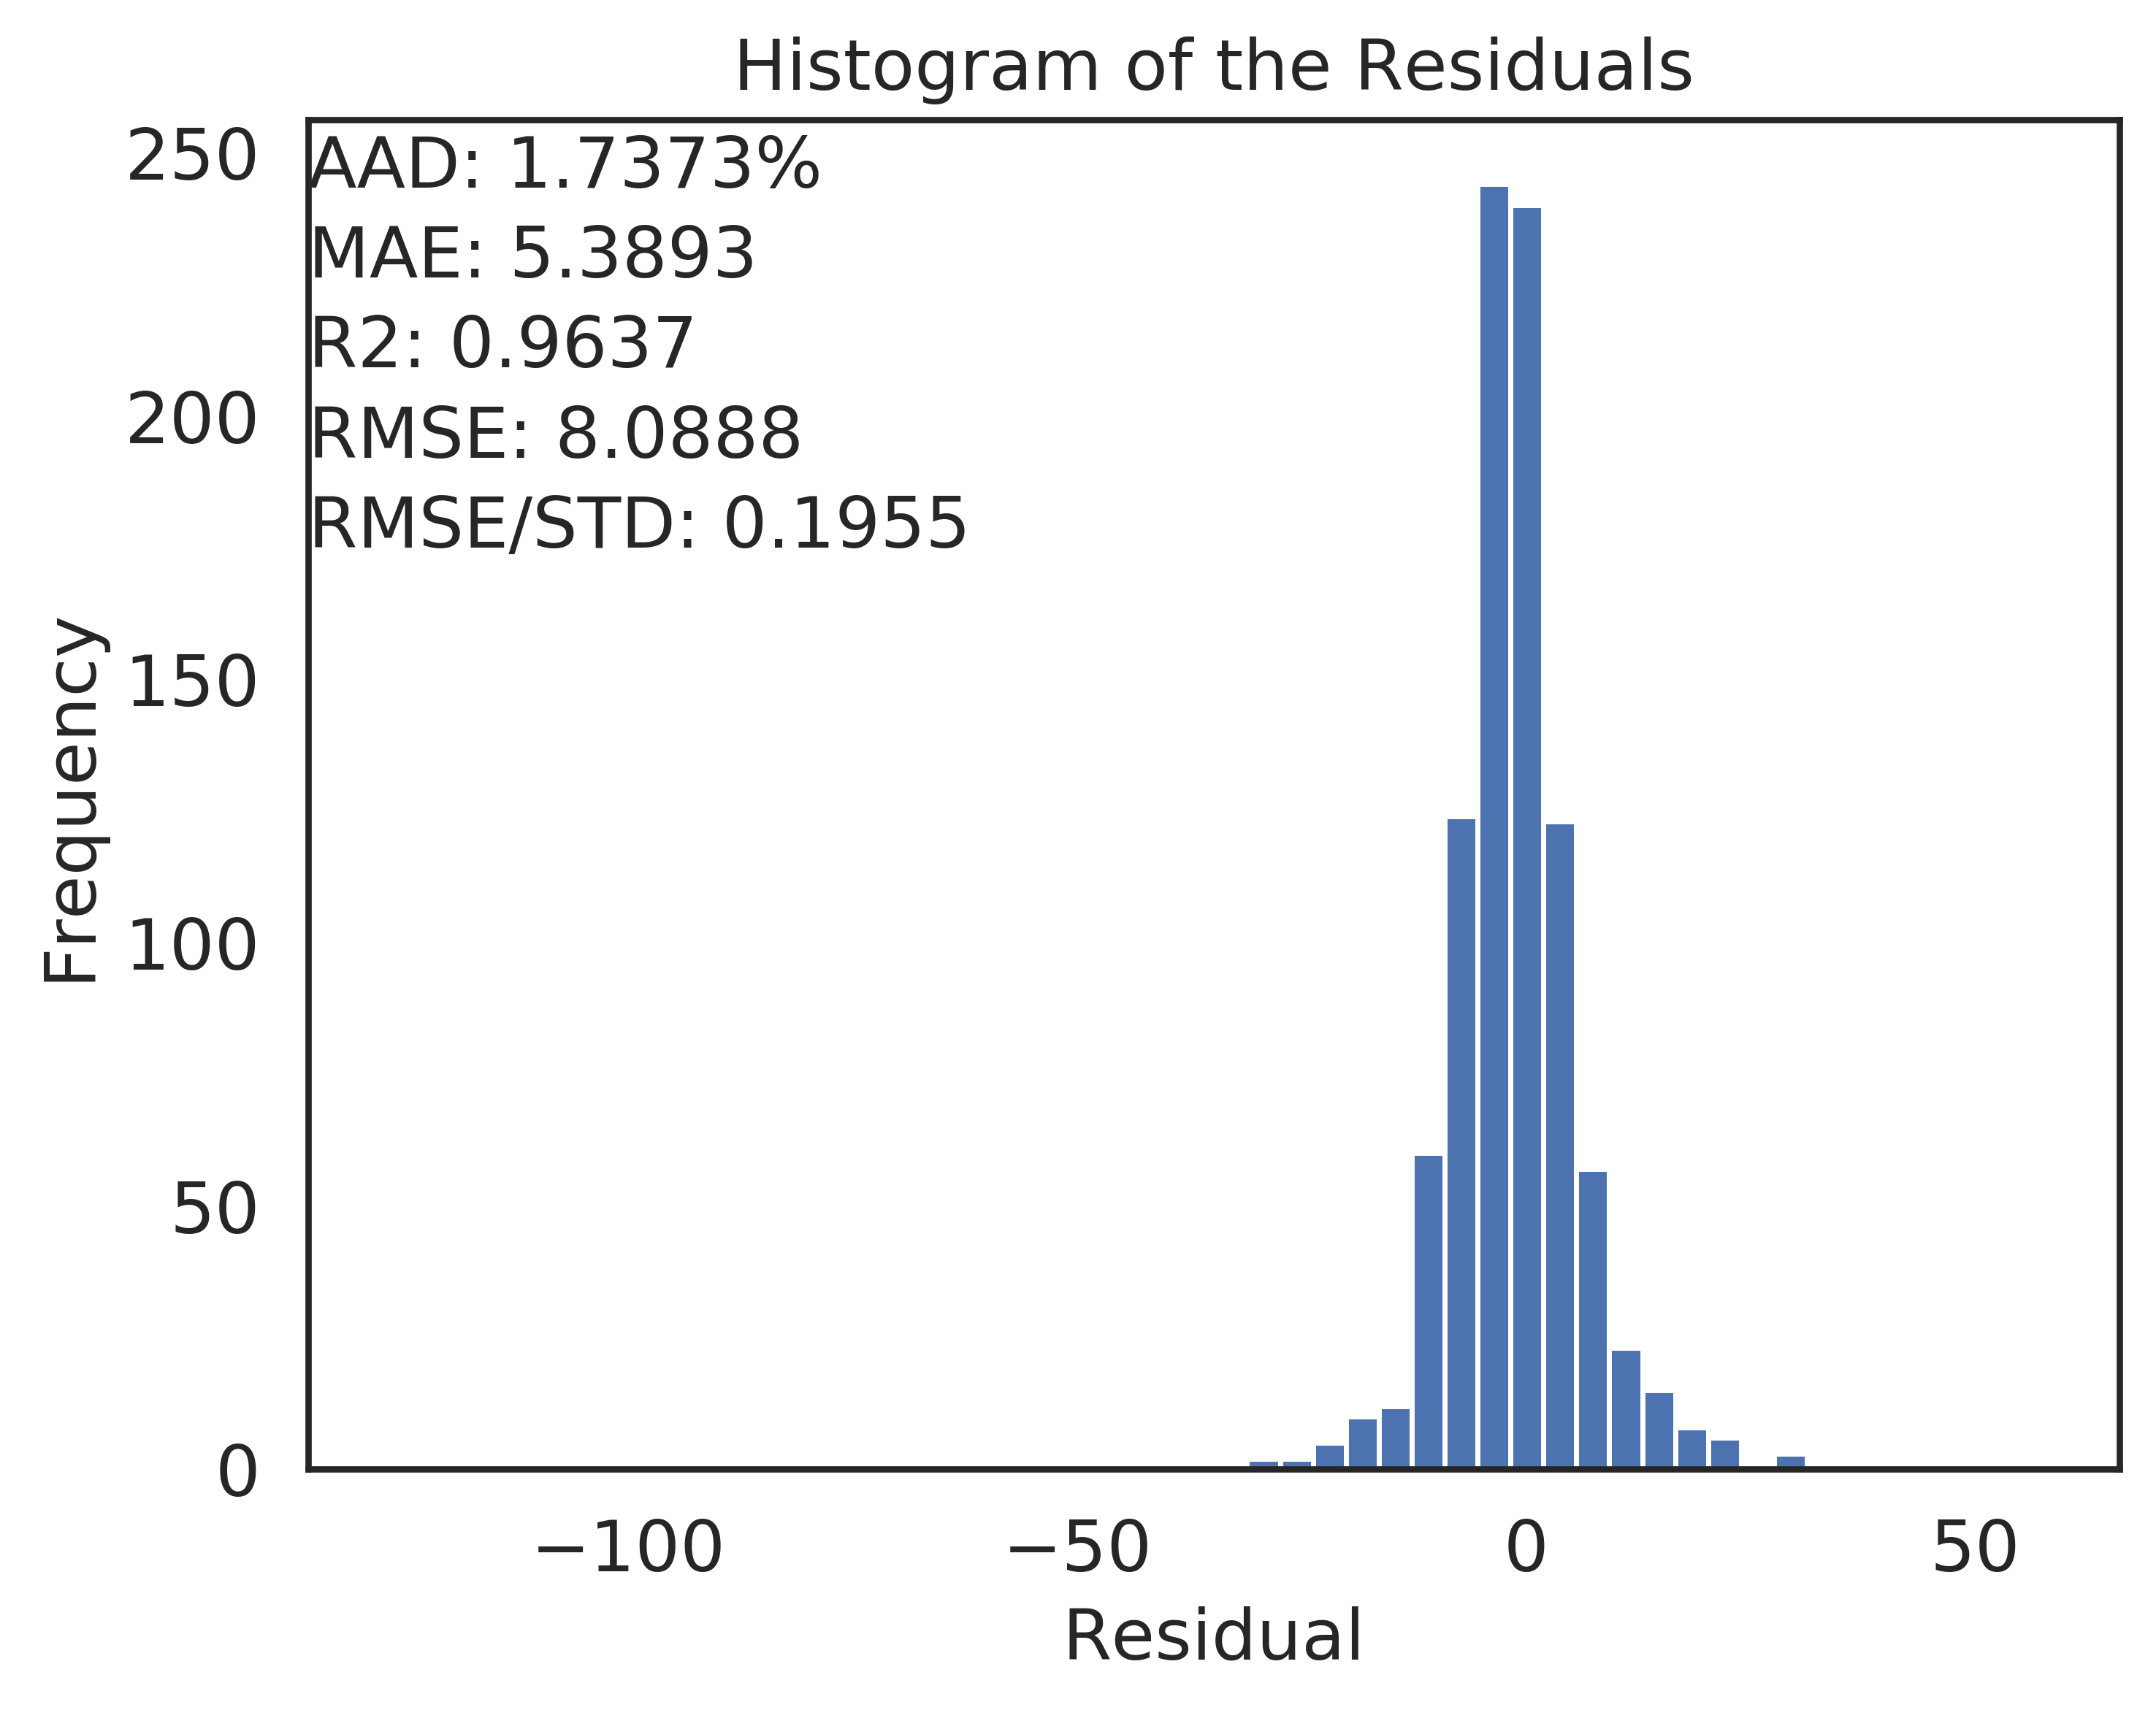 Histogram of the Residuals
AAD: 1.7373%
MAE: 5.3893
R2: 0.9637
RMSE: 8.0888
RMSE/STD: 0.1955
Frequency
250
200
150
100
50
0
−100
−50
0
50
Residual